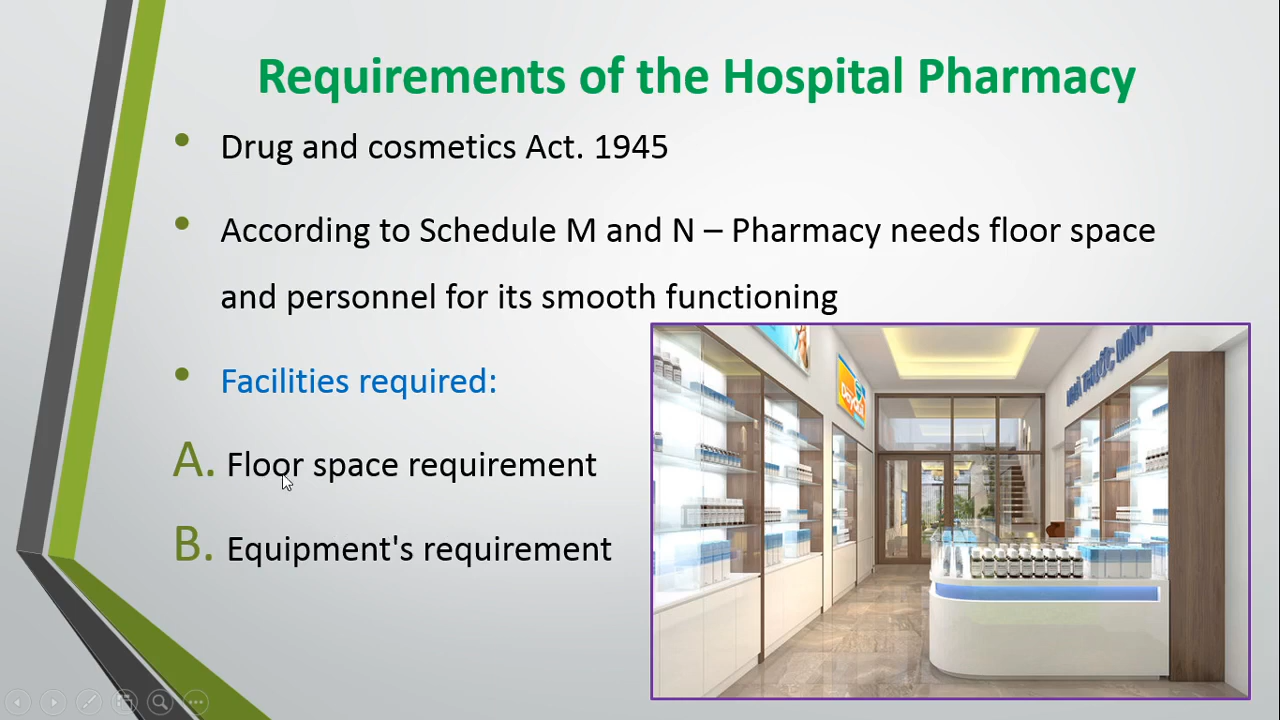 Requirements of the Hospital Pharmacy
• Drug and cosmetics Act. 1945
• According to Schedule M and N – Pharmacy needs floor space
and personnel for its smooth functioning
• Facilities required:
A. Floor space requirement
B. Equipment's requirement